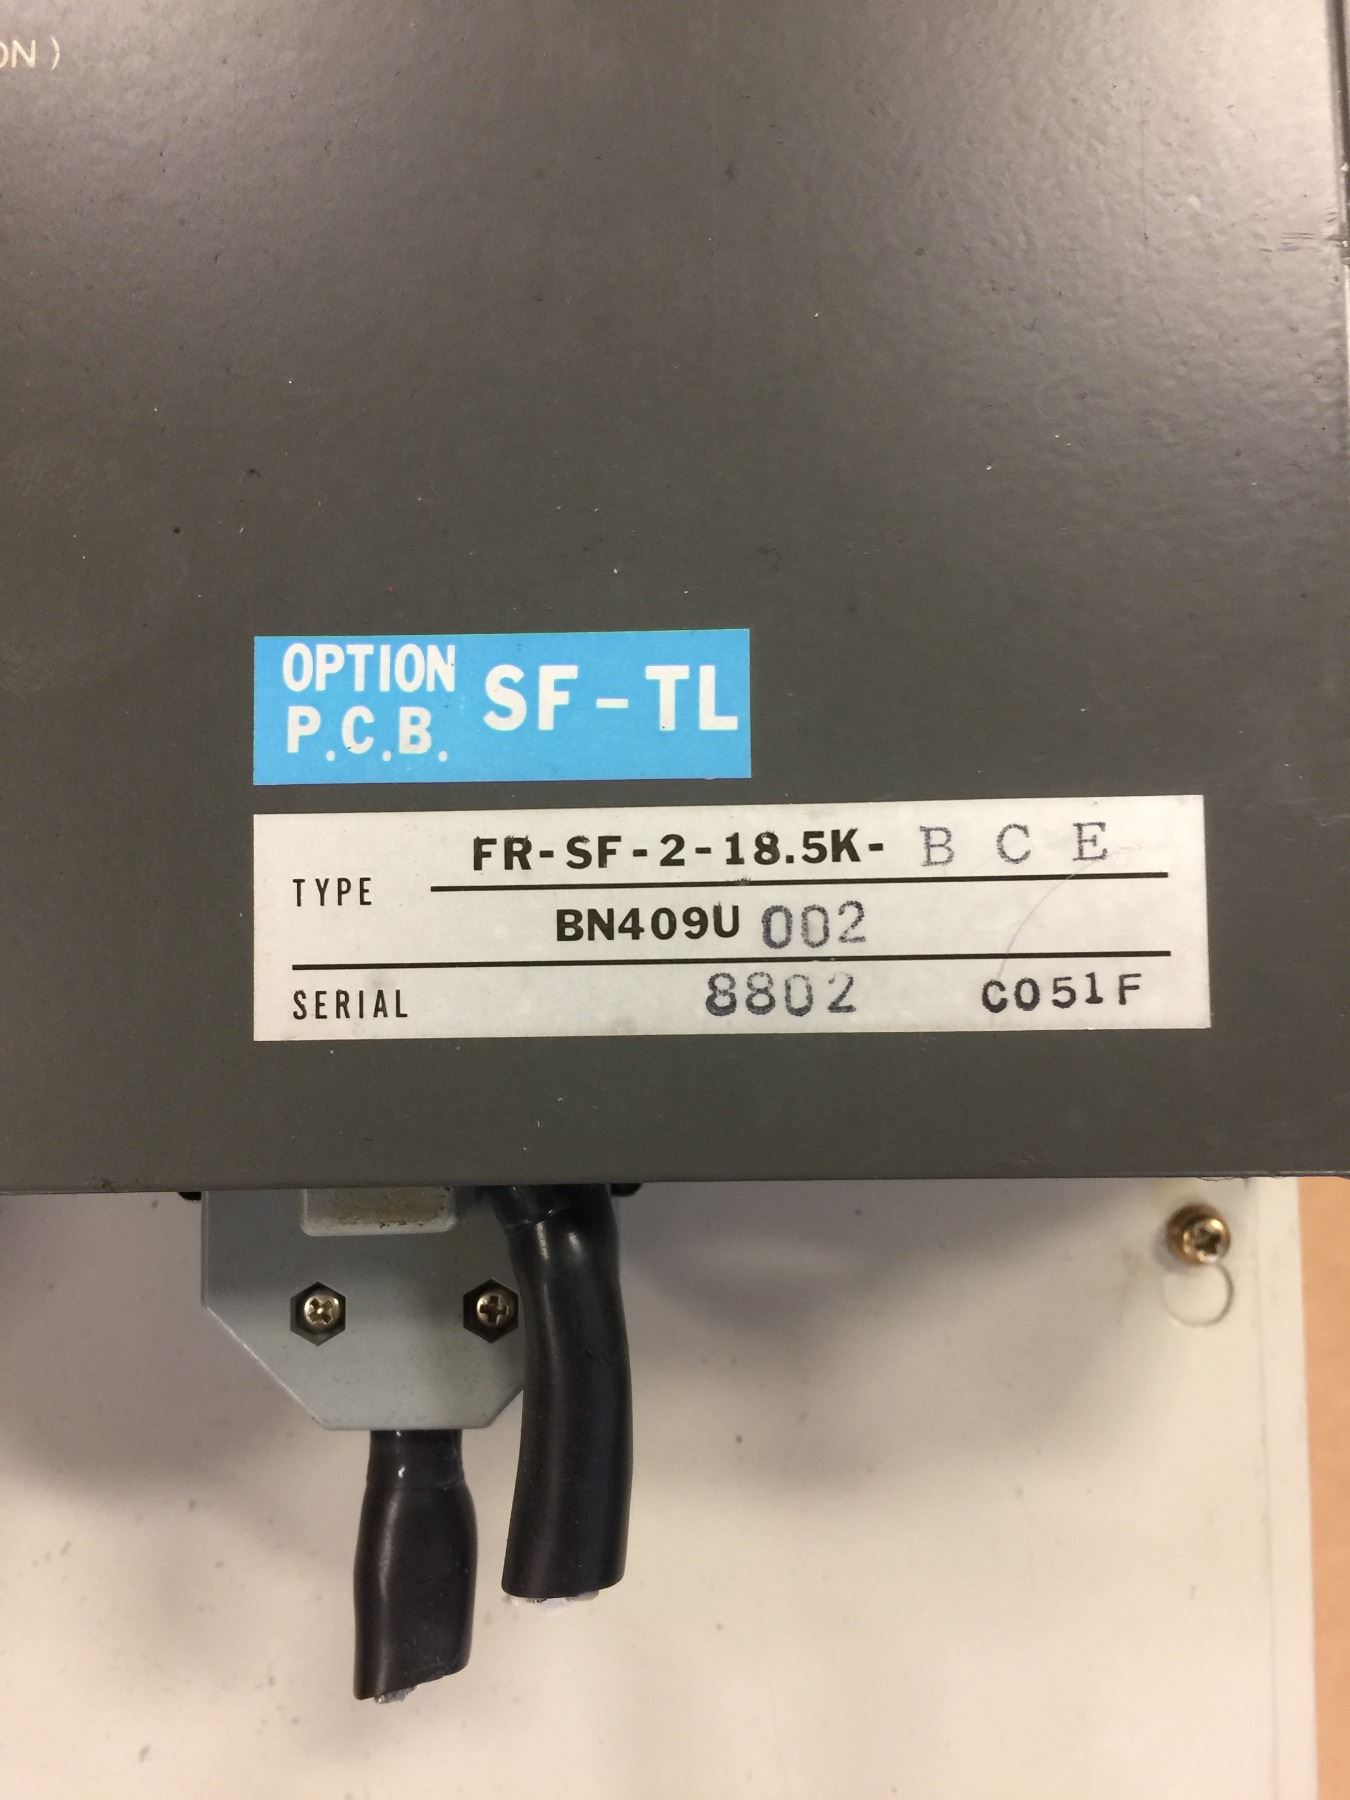 ON )
OPTION
P.C.B. SF-TL
TYPE FR-SF-2-18.5K- B C E
BN409U 002
SERIAL 8802 C051F